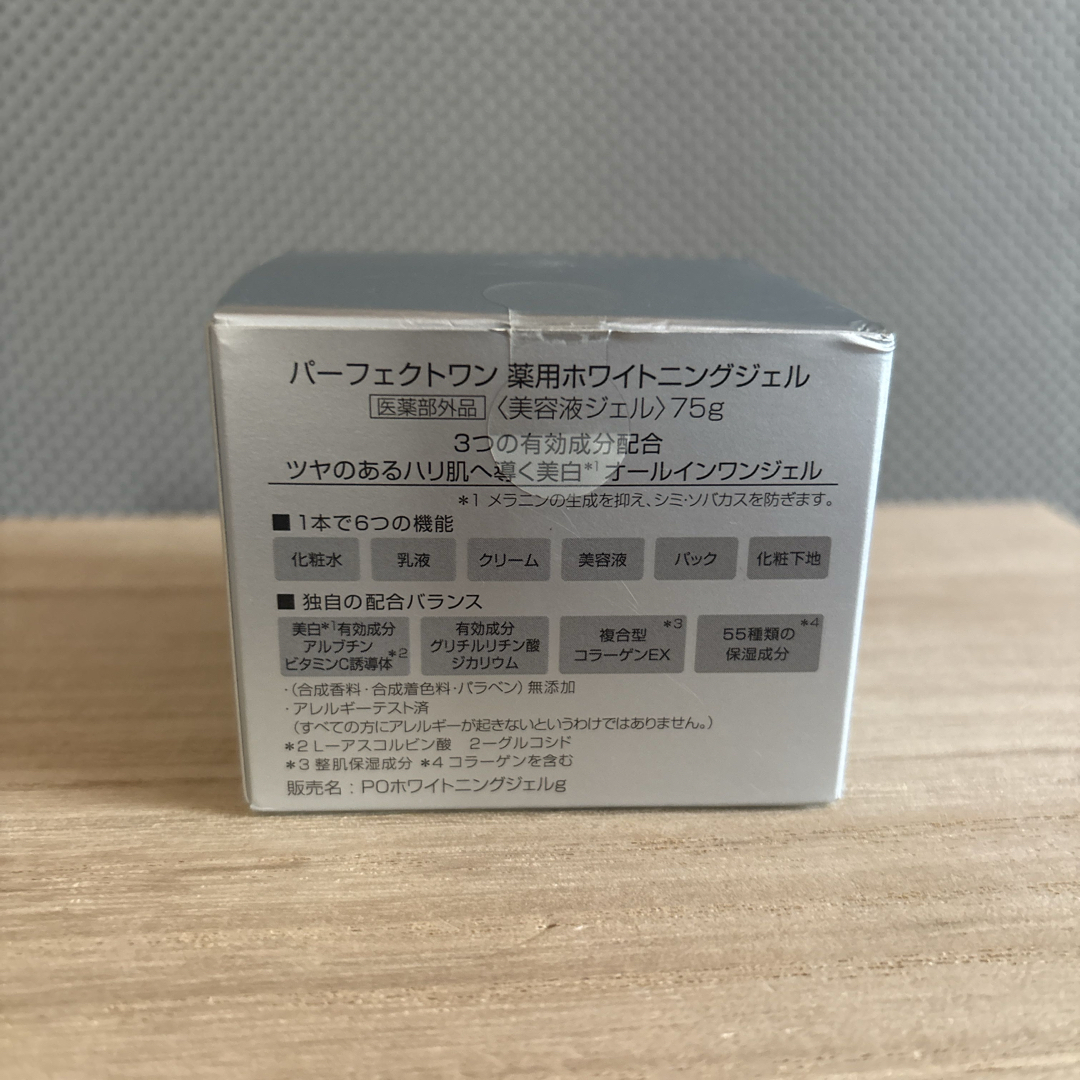 パーフェクトワン 薬用ホワイトニングジェル
医薬部外品〈美容液ジェル〉75g
3つの有効成分配合
ツヤのあるハリ肌へ導く美白*1オールインワンジェル
*1 メラニンの生成を抑え、シミ・ソバカスを防ぎます。
■ 1本で6つの機能
化粧水 乳液 クリーム 美容液 パック 化粧下地
■ 独自の配合バランス
美白*1有効成分
アルブチン
ビタミンC誘導体*2
有効成分
グリチルリチン酸
ジカリウム
複合型*3
コラーゲンEX
55種類の*4
保湿成分
・(合成香料・合成着色料・パラベン) 無添加
・アレルギーテスト済
(すべての方にアレルギーが起きないというわけではありません。)
*2 Lーアスコルビン酸 2ーグルコシド
*3 整肌保湿成分 *4 コラーゲンを含む
販売名：POホワイトニングジェルg